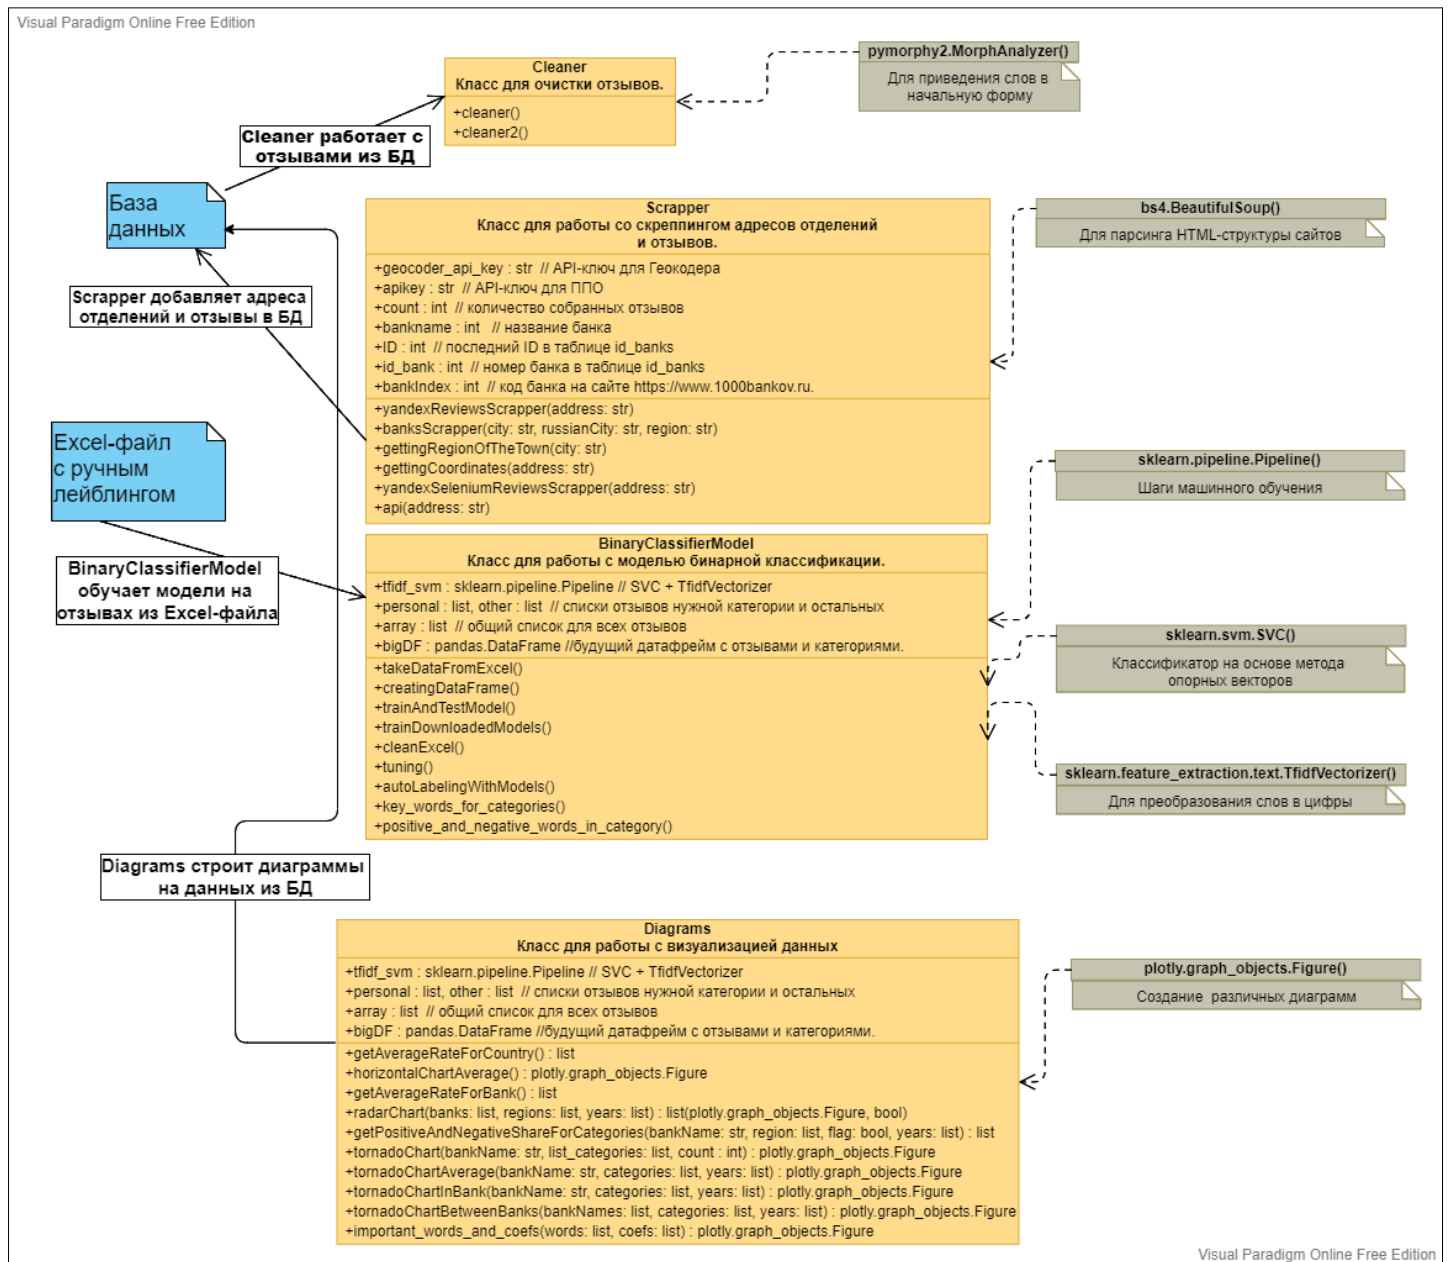 Visual Paradigm Online Free Edition
Cleaner
Класс для очистки отзывов.
+cleaner()
+cleaner2()
pymorphy2.MorphAnalyzer()
Для приведения слов в
начальную форму
Cleaner работает с
отзывами из БД
База
данных
Scrapper
Класс для работы со скреппингом адресов отделений
и отзывов.
+geocoder_api_key : str // API-ключ для Геокодера
+apikey : str // API-ключ для ППО
+count : int // количество собранных отзывов
+bankname : int // название банка
+ID : int // последний ID в таблице id_banks
+id_bank : int // номер банка в таблице id_banks
+bankIndex : int // код банка на сайте https://www.1000bankov.ru.
+yandexReviewsScrapper(address: str)
+banksScrapper(city: str, russianCity: str, region: str)
+gettingRegionOfTheTown(city: str)
+gettingCoordinates(address: str)
+yandexSeleniumReviewsScrapper(address: str)
+api(address: str)
bs4.BeautifulSoup()
Для парсинга HTML-структуры сайтов
Scrapper добавляет адреса
отделений и отзывы в БД
Excel-файл
с ручным
лейблингом
BinaryClassifierModel
обучает модели на
отзывах из Excel-файла
BinaryClassifierModel
Класс для работы с моделью бинарной классификации.
+tfidf_svm : sklearn.pipeline.Pipeline // SVC + TfidfVectorizer
+personal : list, other : list // списки отзывов нужной категории и остальных
+array : list // общий список для всех отзывов
+bigDF : pandas.DataFrame //будущий датафрейм с отзывами и категориями.
+takeDataFromExcel()
+creatingDataFrame()
+trainAndTestModel()
+trainDownloadedModels()
+cleanExcel()
+tuning()
+autoLabelingWithModels()
+key_words_for_categories()
+positive_and_negative_words_in_category()
sklearn.pipeline.Pipeline()
Шаги машинного обучения
sklearn.svm.SVC()
Классификатор на основе метода
опорных векторов
sklearn.feature_extraction.text.TfidfVectorizer()
Для преобразования слов в цифры
Diagrams строит диаграммы
на данных из БД
Diagrams
Класс для работы с визуализацией данных
+tfidf_svm : sklearn.pipeline.Pipeline // SVC + TfidfVectorizer
+personal : list, other : list // списки отзывов нужной категории и остальных
+array : list // общий список для всех отзывов
+bigDF : pandas.DataFrame //будущий датафрейм с отзывами и категориями.
+getAverageRateForCountry() : list
+horizontalChartAverage() : plotly.graph_objects.Figure
+getAverageRateForBank() : list
+radarChart(banks: list, regions: list, years: list) : list(plotly.graph_objects.Figure, bool)
+getPositiveAndNegativeShareForCategories(bankName: str, region: list, flag: bool, years: list) : list
+tornadoChart(bankName: str, list_categories: list, count : int) : plotly.graph_objects.Figure
+tornadoChartAverage(bankName: str, categories: list, years: list) : plotly.graph_objects.Figure
+tornadoChartInBank(bankName: str, categories: list, years: list) : plotly.graph_objects.Figure
+tornadoChartBetweenBanks(bankNames: list, categories: list, years: list) : plotly.graph_objects.Figure
+important_words_and_coefs(words: list, coefs: list) : plotly.graph_objects.Figure
plotly.graph_objects.Figure()
Создание различных диаграмм
Visual Paradigm Online Free Edition